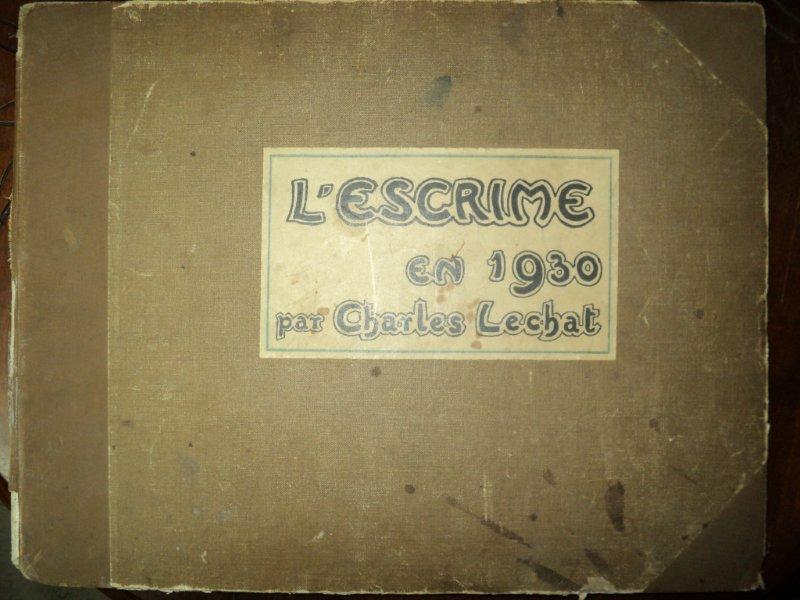 L'ESCRIME
EN 1930
par Charles Lechat